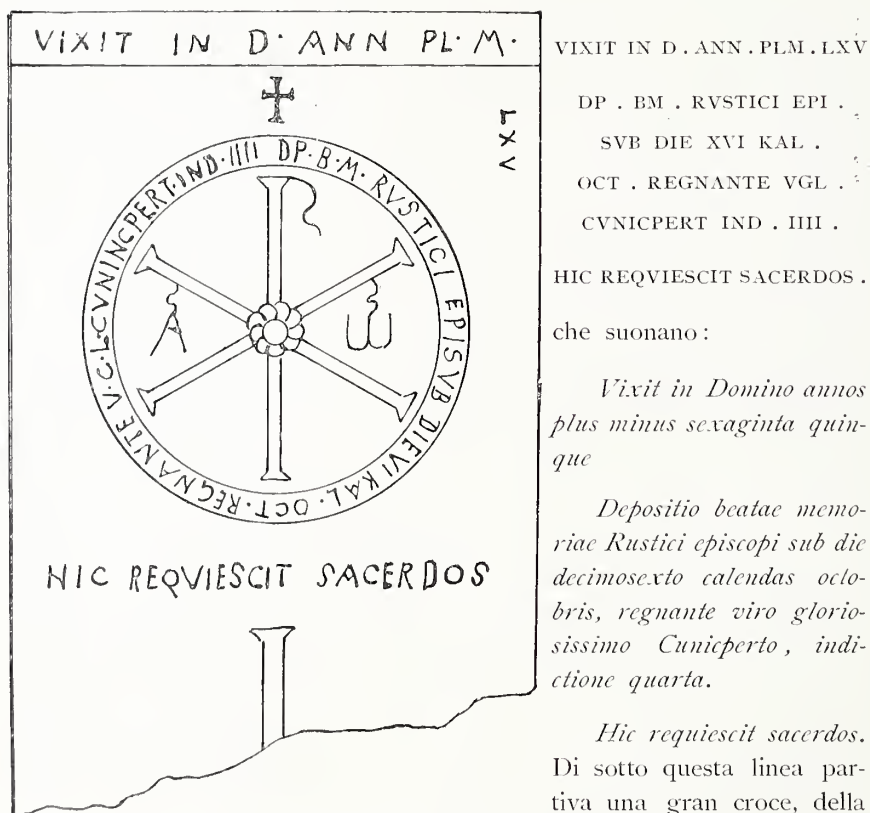 VIXIT IN D· ANN PL· M·
LXV
DP· B· M· RVSTICI EPI SVB DIE VI KAL· OCT· REGNANTE V·C·L· CVNINCPERT· IND· IIII
A
Ѡ
HIC REQVIESCIT SACERDOS
VIXIT IN D . ANN . PLM . LXV
DP . BM . RVSTICI EPI .
SVB DIE XVI KAL .
OCT . REGNANTE VGL .
CVNICPERT IND . IIII .
HIC REQVIESCIT SACERDOS .
che suonano :
Vixit in Domino annos
plus minus sexaginta quin-
que
Depositio beatae memo-
riae Rustici episcopi sub die
decimosexto calendas octo-
bris, regnante viro glorio-
sissimo Cunicperto , indi-
ctione quarta.
Hic requiescit sacerdos.
Di sotto questa linea par-
tiva una gran croce, della